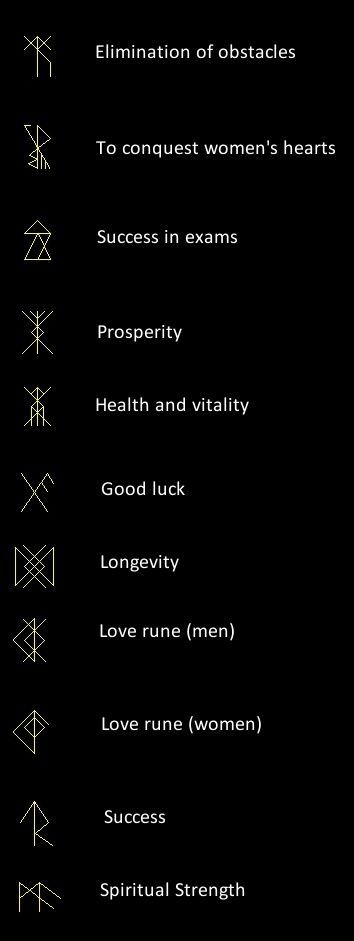 Elimination of obstacles
To conquest women's hearts
Success in exams
Prosperity
Health and vitality
Good luck
Longevity
Love rune (men)
Love rune (women)
Success
Spiritual Strength